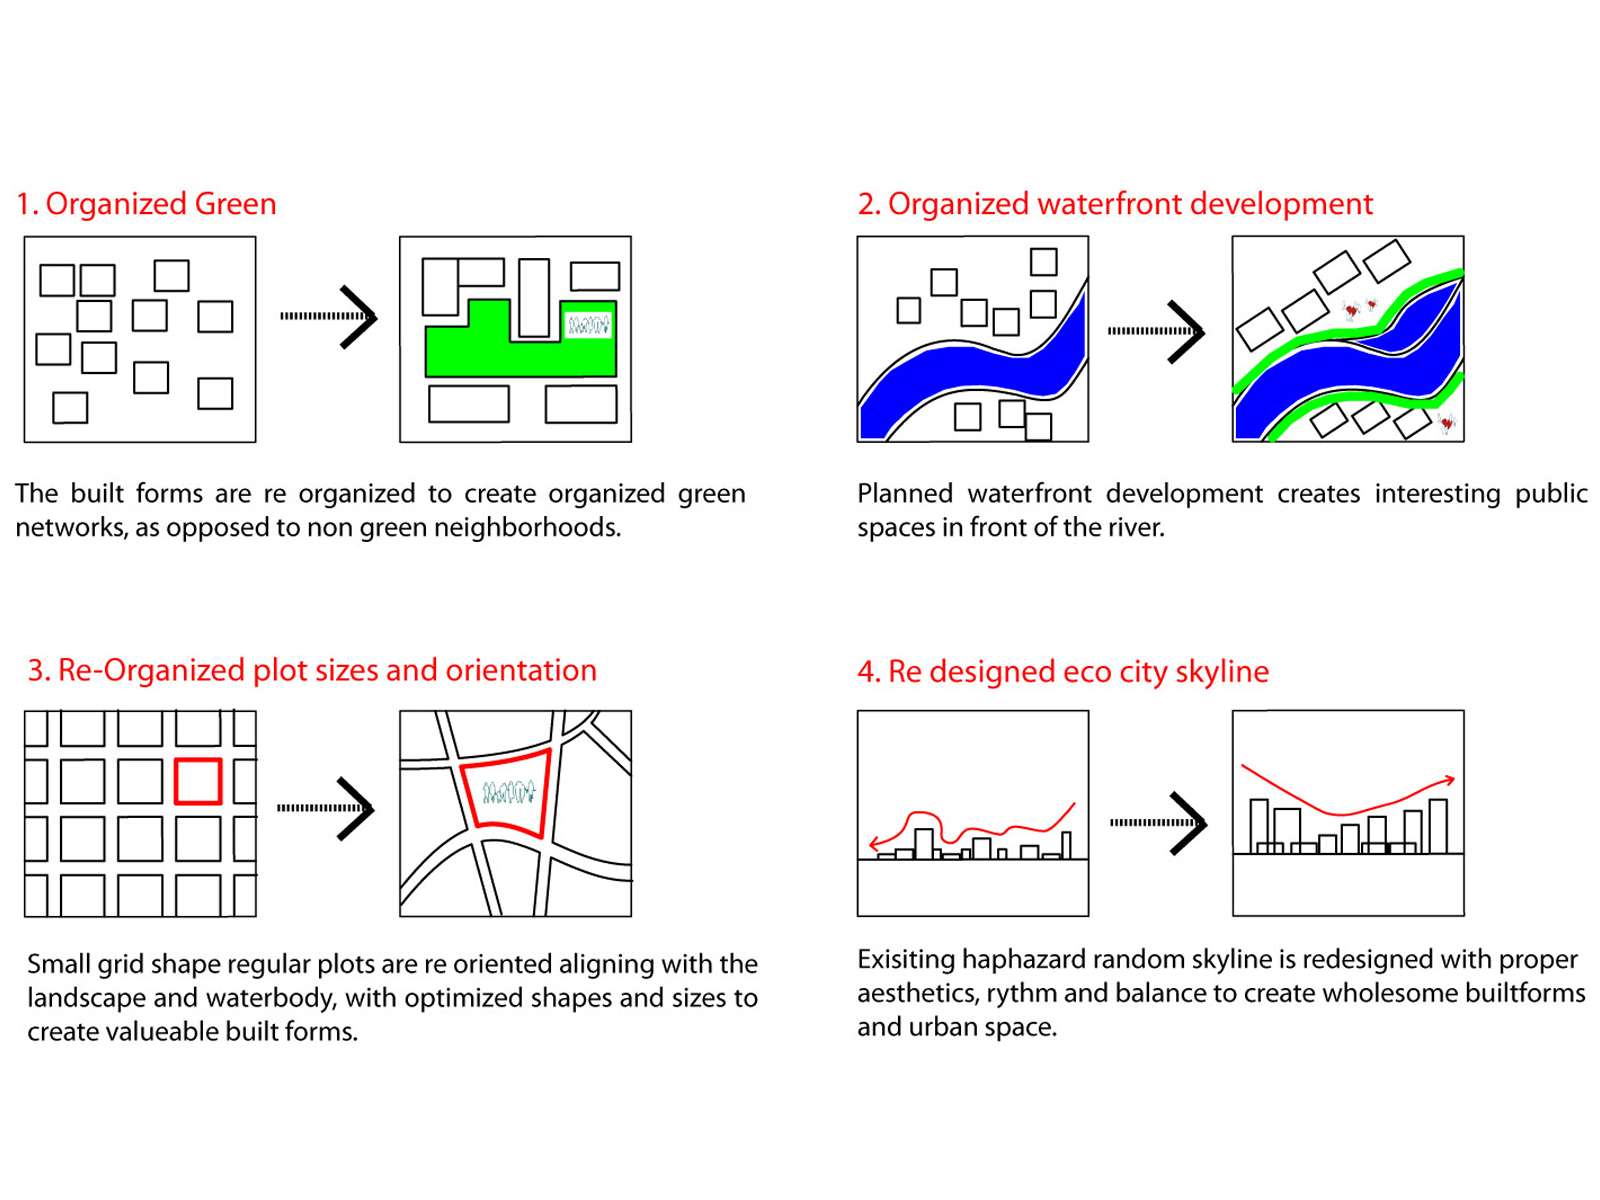 1. Organized Green
The built forms are re organized to create organized green
networks, as opposed to non green neighborhoods.
2. Organized waterfront development
Planned waterfront development creates interesting public
spaces in front of the river.
3. Re-Organized plot sizes and orientation
Small grid shape regular plots are re oriented aligning with the
landscape and waterbody, with optimized shapes and sizes to
create valueable built forms.
4. Re designed eco city skyline
Exisiting haphazard random skyline is redesigned with proper
aesthetics, rythm and balance to create wholesome builtforms
and urban space.